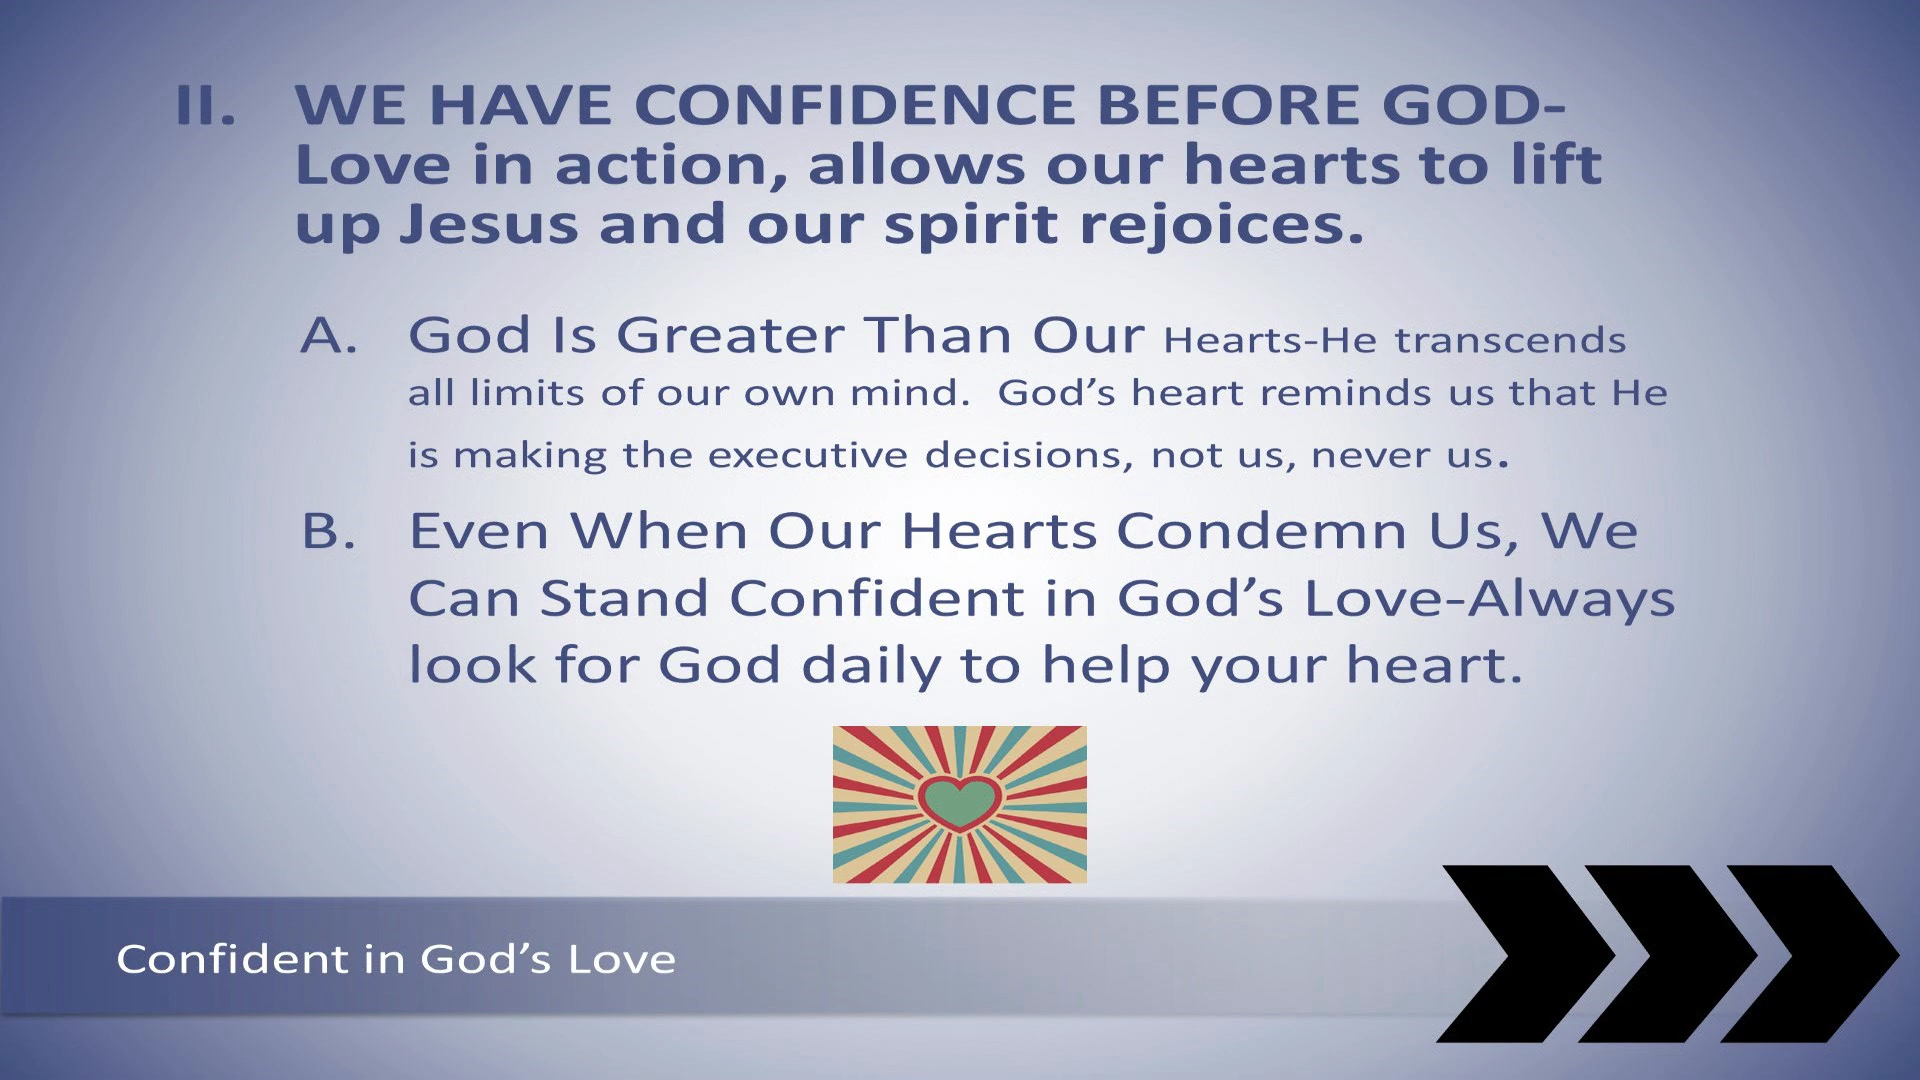 II. WE HAVE CONFIDENCE BEFORE GOD-
Love in action, allows our hearts to lift
up Jesus and our spirit rejoices.
A. God Is Greater Than Our Hearts-He transcends
all limits of our own mind.  God’s heart reminds us that He
is making the executive decisions, not us, never us.
B. Even When Our Hearts Condemn Us, We
Can Stand Confident in God’s Love-Always
look for God daily to help your heart.
Confident in God’s Love